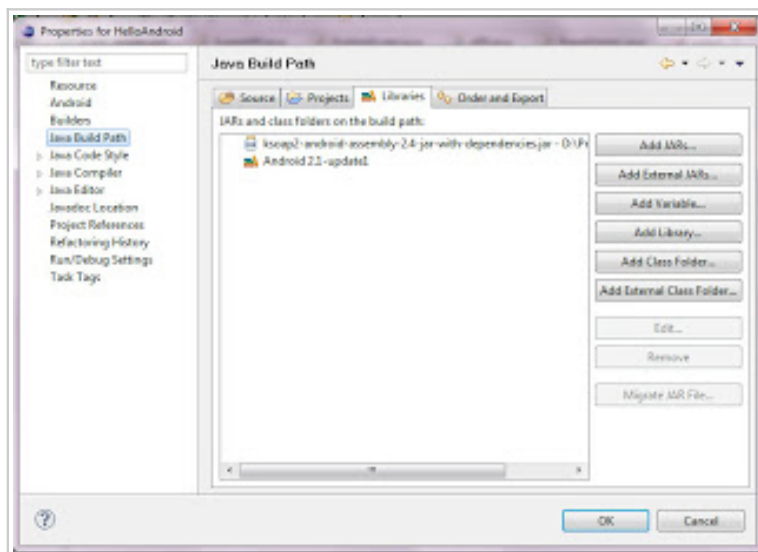 Properties for HelloAndroid
type filter text
Resource
Android
Builders
Java Build Path
Java Code Style
Java Compiler
Java Editor
Javadoc Location
Project References
Refactoring History
Run/Debug Settings
Task Tags
Java Build Path
Source Projects Libraries Order and Export
JARs and class folders on the build path:
ksoap2-android-assembly-2.4-jar-with-dependencies.jar - D:\Pr
Android 2.1-update1
Add JARs...
Add External JARs...
Add Variable...
Add Library...
Add Class Folder...
Add External Class Folder...
Edit...
Remove
Migrate JAR File...
OK Cancel